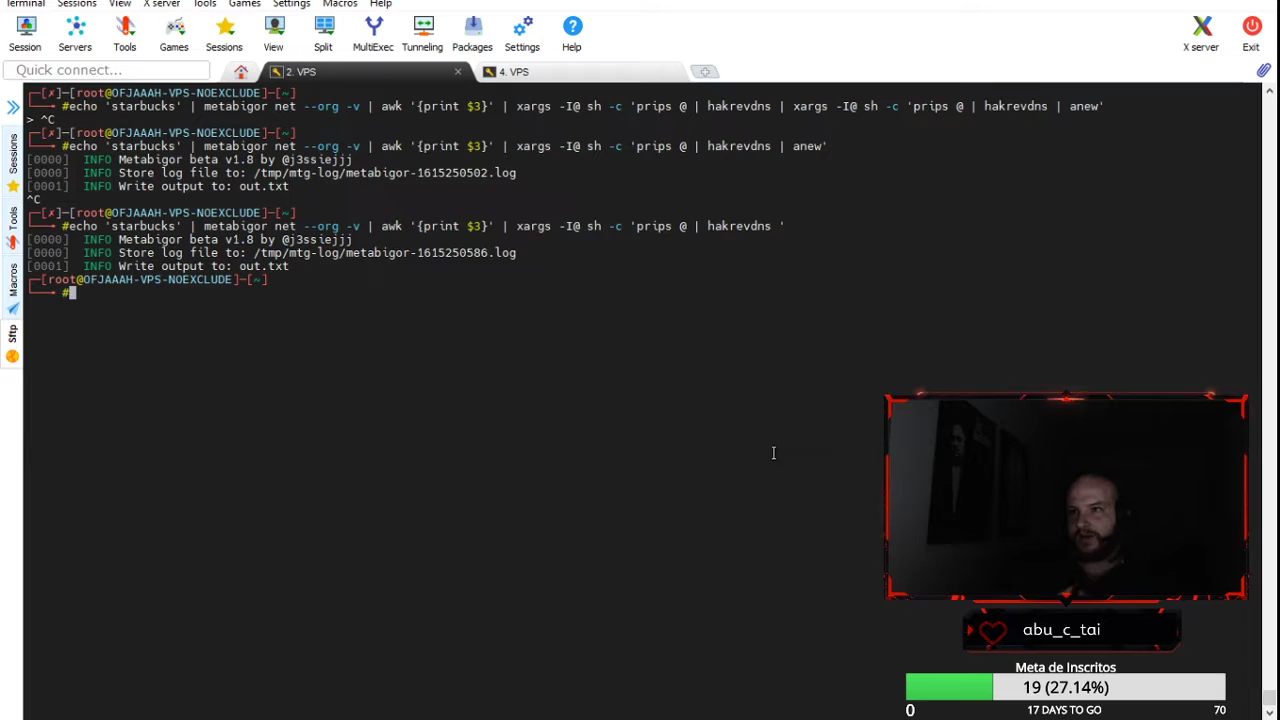 Terminal Sessions View X server Tools Games Settings Macros Help
Session Servers Tools Games Sessions View Split MultiExec Tunneling Packages Settings Help X server Exit
Quick connect... 2. VPS 4. VPS
Sessions
Tools
Macros
Sftp
┌─[✗]─[root@OFJAAAH-VPS-NOEXCLUDE]─[~]
└──╼ #echo 'starbucks' | metabigor net --org -v | awk '{print $3}' | xargs -I@ sh -c 'prips @ | hakrevdns | xargs -I@ sh -c 'prips @ | hakrevdns | anew'
> ^C
┌─[✗]─[root@OFJAAAH-VPS-NOEXCLUDE]─[~]
└──╼ #echo 'starbucks' | metabigor net --org -v | awk '{print $3}' | xargs -I@ sh -c 'prips @ | hakrevdns | anew'
[0000] INFO Metabigor beta v1.8 by @j3ssiejjj
[0000] INFO Store log file to: /tmp/mtg-log/metabigor-1615250502.log
[0001] INFO Write output to: out.txt
^C
┌─[✗]─[root@OFJAAAH-VPS-NOEXCLUDE]─[~]
└──╼ #echo 'starbucks' | metabigor net --org -v | awk '{print $3}' | xargs -I@ sh -c 'prips @ | hakrevdns '
[0000] INFO Metabigor beta v1.8 by @j3ssiejjj
[0000] INFO Store log file to: /tmp/mtg-log/metabigor-1615250586.log
[0001] INFO Write output to: out.txt
┌─[root@OFJAAAH-VPS-NOEXCLUDE]─[~]
└──╼ #
abu_c_tai
Meta de Inscritos
19 (27.14%)
0 17 DAYS TO GO 70